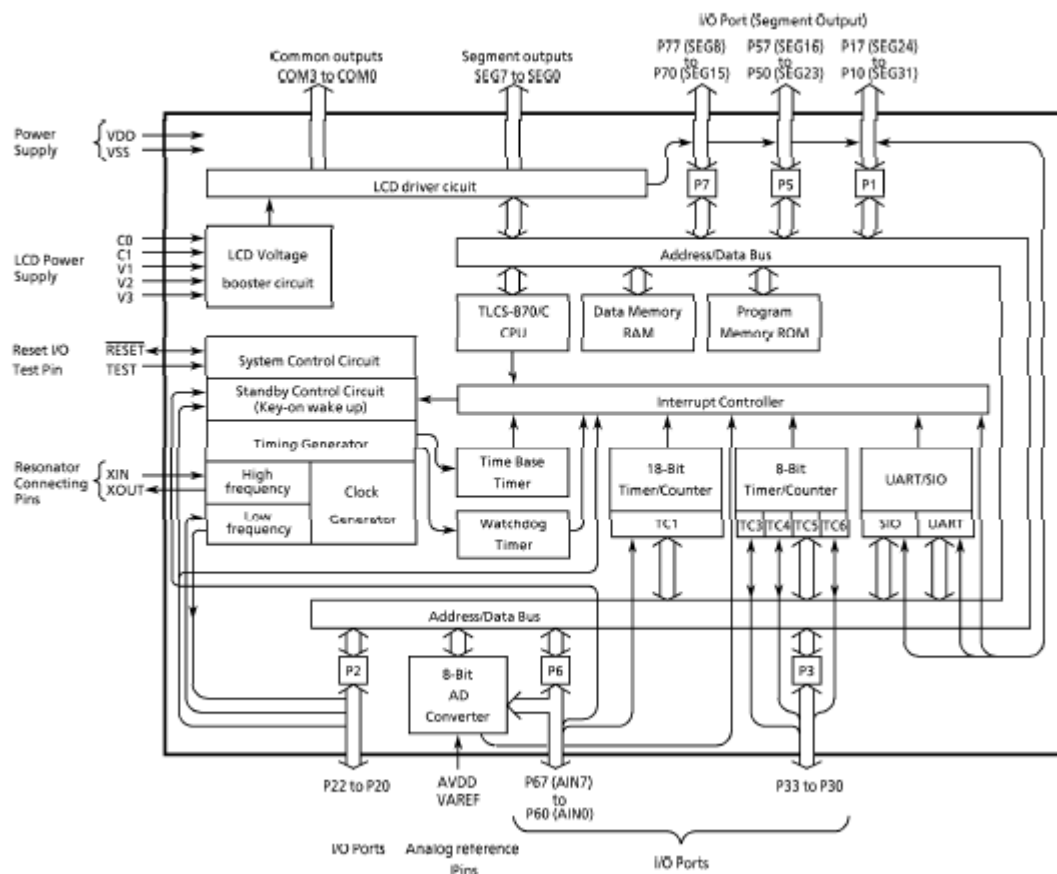 I/O Port (Segment Output)
Common outputs
COM3 to COM0
Segment outputs
SEG7 to SEG0
P77 (SEG8)
to
P70 (SEG15)
P57 (SEG16)
to
P50 (SEG23)
P17 (SEG24)
to
P10 (SEG31)
Power
Supply
VDD
VSS
LCD driver cicuit
P7
P5
P1
LCD Power
Supply
C0
C1
V1
V2
V3
LCD Voltage
booster circuit
Address/Data Bus
TLCS-870/C
CPU
Data Memory
RAM
Program
Memory ROM
Reset I/O
Test Pin
RESET
TEST
System Control Circuit
Standby Control Circuit
(Key-on wake up)
Interrupt Controller
Timing Generator
Resonator
Connecting
Pins
XIN
XOUT
High
frequency
Low
frequency
Clock
Generator
Time Base
Timer
Watchdog
Timer
18-Bit
Timer/Counter
TC1
8-Bit
Timer/Counter
TC3
TC4
TC5
TC6
UART/SIO
SIO
UART
Address/Data Bus
P2
8-Bit
AD
Converter
P6
P3
P22 to P20
AVDD
VAREF
P67 (AIN7)
to
P60 (AIN0)
P33 to P30
I/O Ports
Analog reference
Pins
I/O Ports